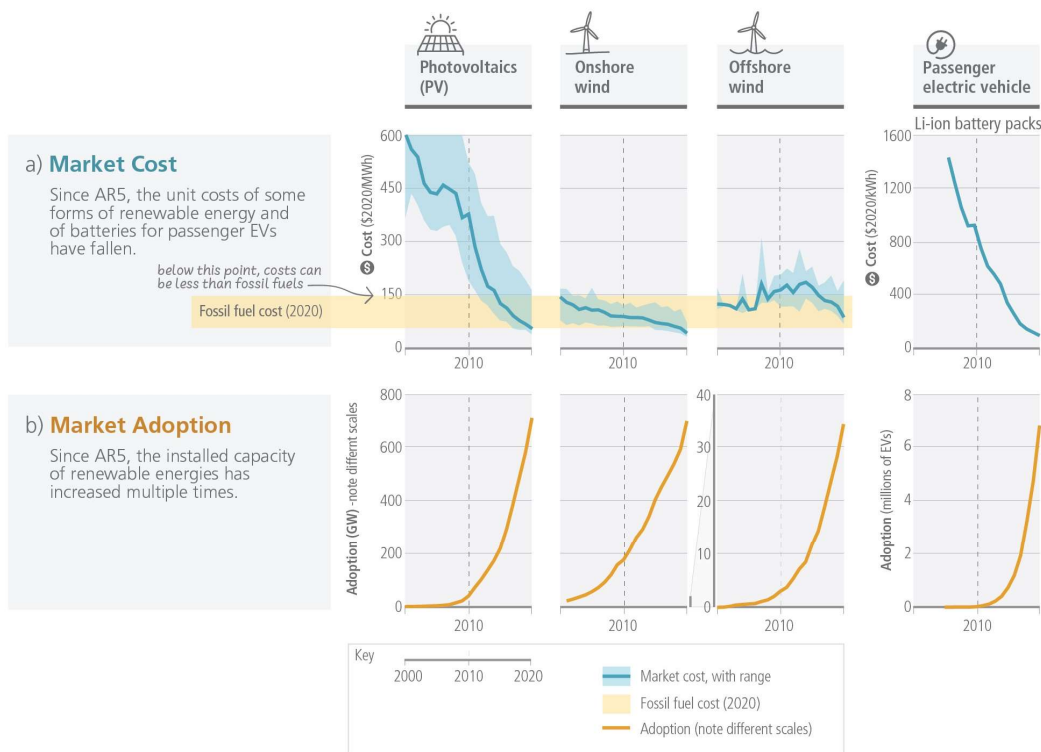 Photovoltaics
(PV)
Onshore
wind
Offshore
wind
Passenger
electric vehicle
Li-ion battery packs
a) Market Cost
Since AR5, the unit costs of some
forms of renewable energy and
of batteries for passenger EVs
have fallen.
below this point, costs can
be less than fossil fuels
Fossil fuel cost (2020)
$ Cost ($2020/MWh)
600
450
300
150
0
2010
2010
2010
$ Cost ($2020/kWh)
1600
1200
800
400
0
2010
b) Market Adoption
Since AR5, the installed capacity
of renewable energies has
increased multiple times.
Adoption (GW) -note differnt scales
800
600
400
200
0
2010
2010
40
30
20
10
0
2010
Adoption (millions of EVs)
8
6
4
2
0
2010
Key
2000 2010 2020
Market cost, with range
Fossil fuel cost (2020)
Adoption (note different scales)